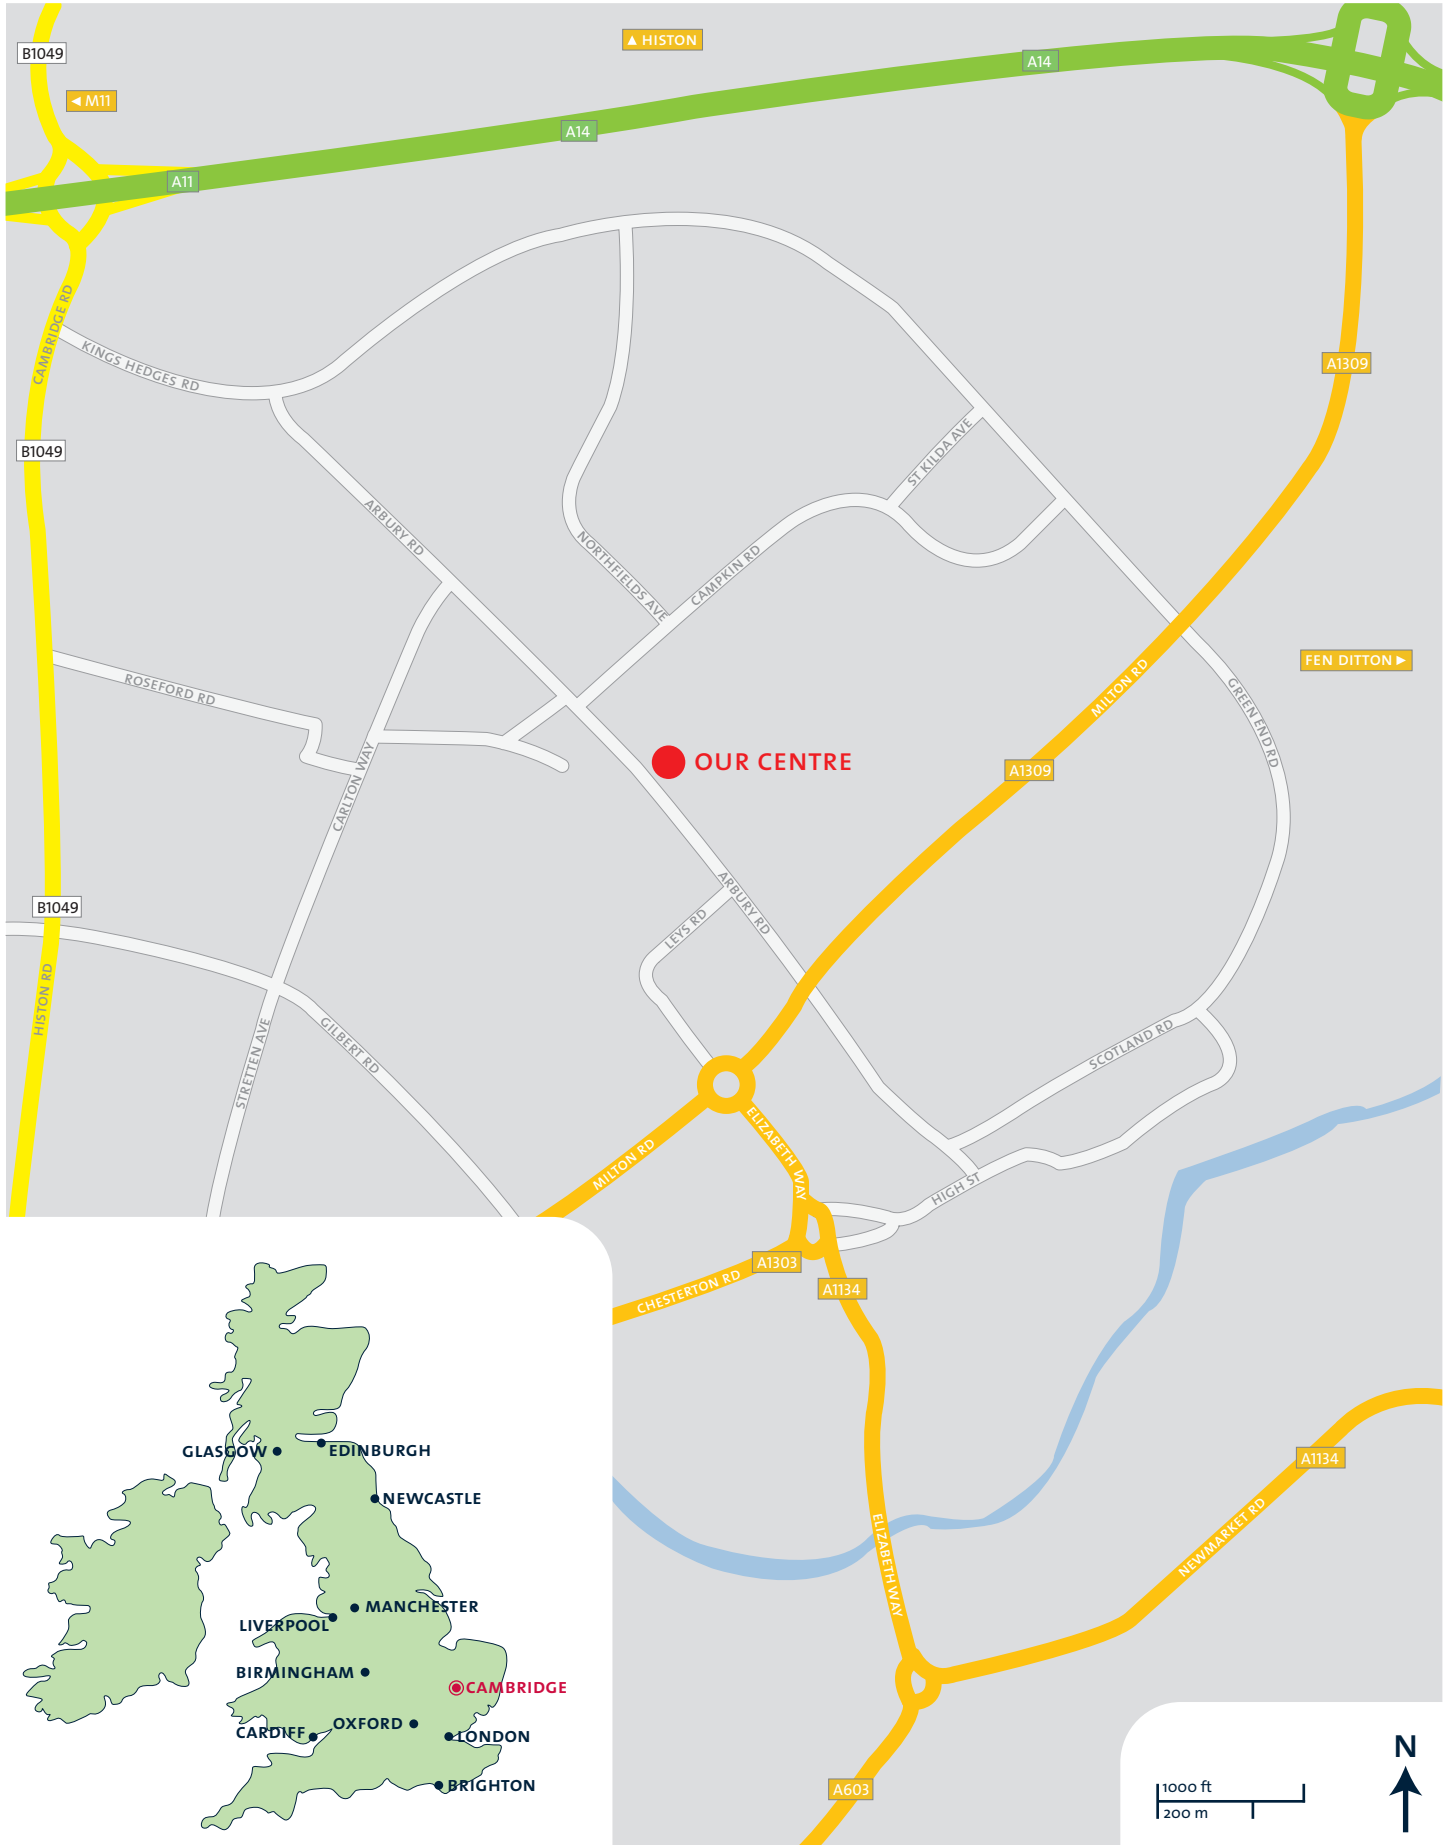 ▲ HISTON
B1049
A14
◄ M11
A14
A11
CAMBRIDGE RD
KINGS HEDGES RD
A1309
B1049
ST KILDA AVE
ARBURY RD
NORTHFIELDS AVE
CAMPKIN RD
FEN DITTON ►
MILTON RD
ROSEFORD RD
GREEN END RD
CARLTON WAY
OUR CENTRE
A1309
B1049
ARBURY RD
LEYS RD
HISTON RD
STRETTEN AVE
GILBERT RD
SCOTLAND RD
ELIZABETH WAY
MILTON RD
HIGH ST
A1303
CHESTERTON RD
A1134
GLASGOW
EDINBURGH
NEWCASTLE
MANCHESTER
LIVERPOOL
BIRMINGHAM
CAMBRIDGE
OXFORD
CARDIFF
LONDON
BRIGHTON
A1134
NEWMARKET RD
ELIZABETH WAY
A603
N
1000 ft
200 m